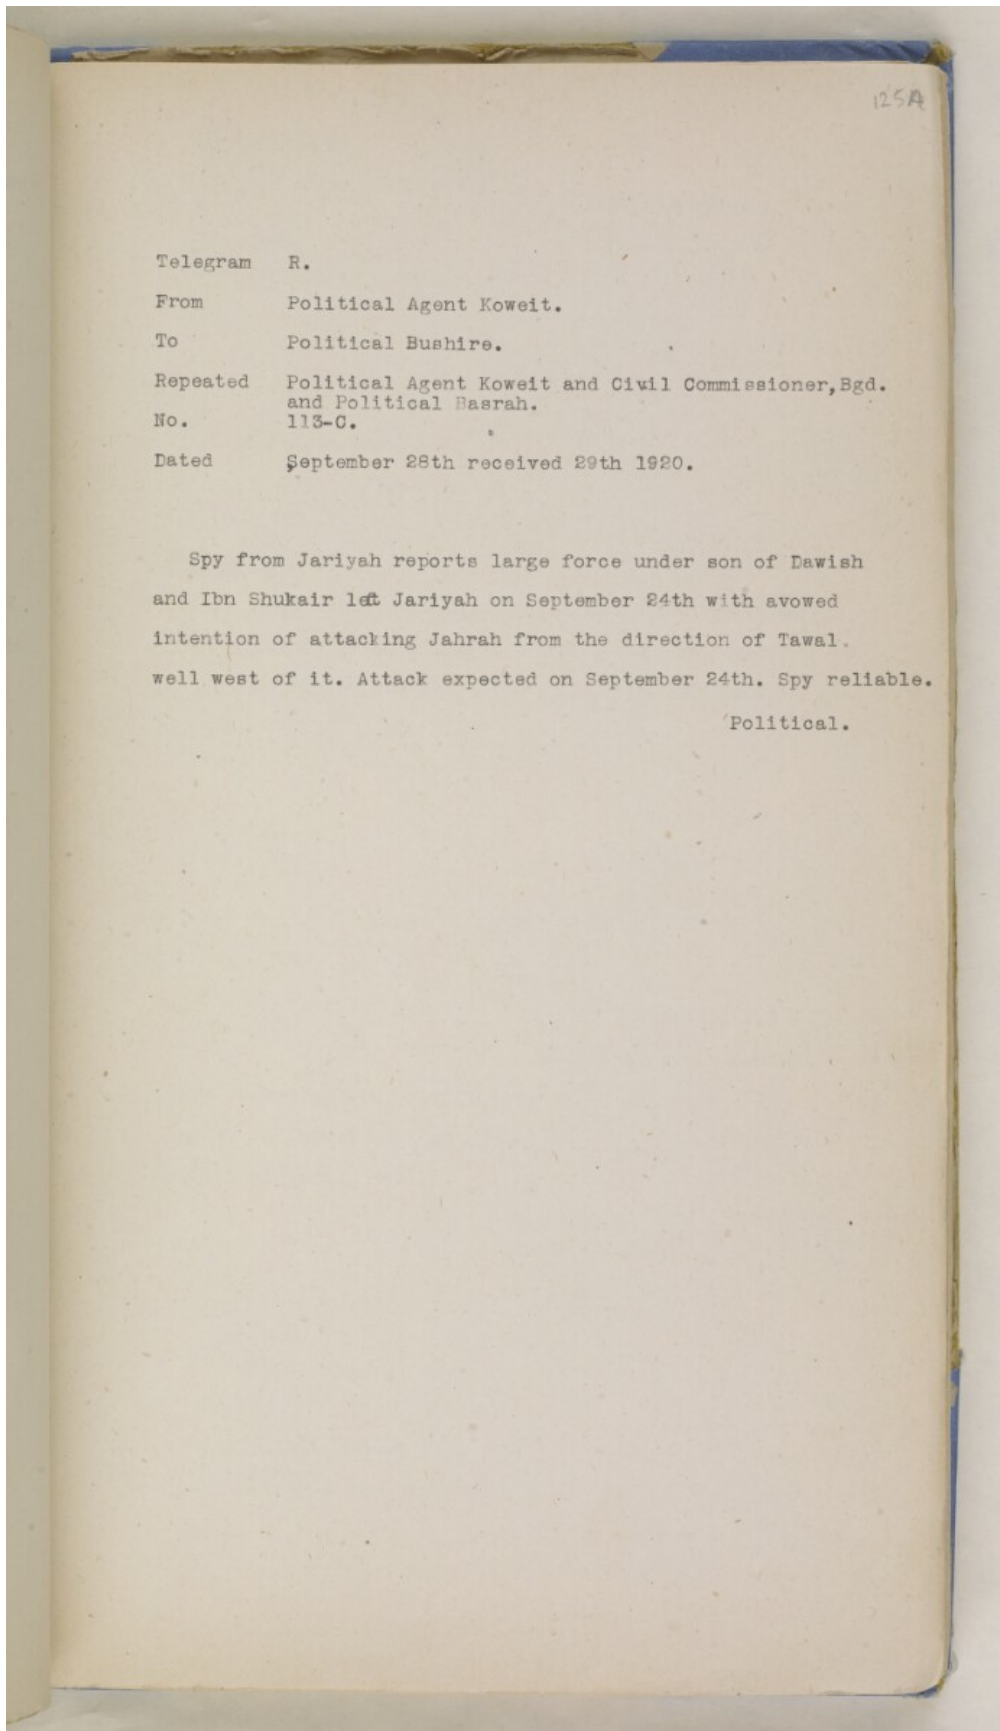 125A
Telegram R.
From Political Agent Koweit.
To Political Bushire.
Repeated Political Agent Koweit and Civil Commissioner, Bgd.
and Political Basrah.
No. 113-C.
Dated September 28th received 29th 1920.
Spy from Jariyah reports large force under son of Dawish
and Ibn Shukair left Jariyah on September 24th with avowed
intention of attacking Jahrah from the direction of Tawal.
well west of it. Attack expected on September 24th. Spy reliable.
Political.